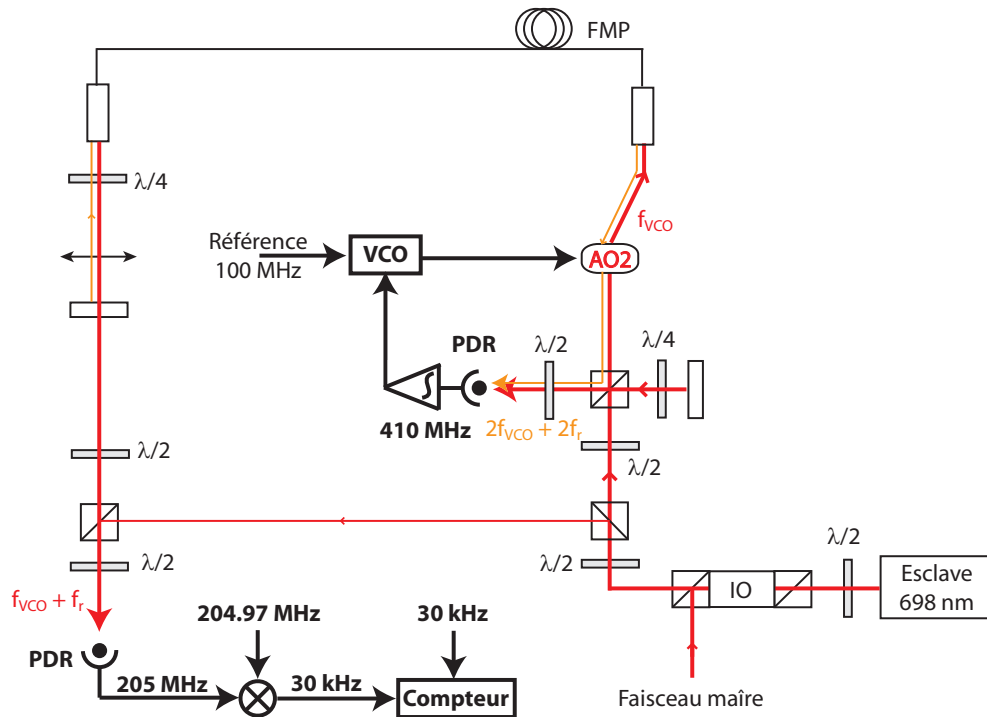 FMP
λ/4
f_VCO
Référence
100 MHz
VCO
AO2
PDR
λ/2
λ/4
410 MHz
2f_VCO + 2f_r
λ/2
λ/2
λ/2
λ/2
λ/2
f_VCO + f_r
IO
Esclave
698 nm
204.97 MHz
30 kHz
PDR
205 MHz
30 kHz
Compteur
Faisceau maîre